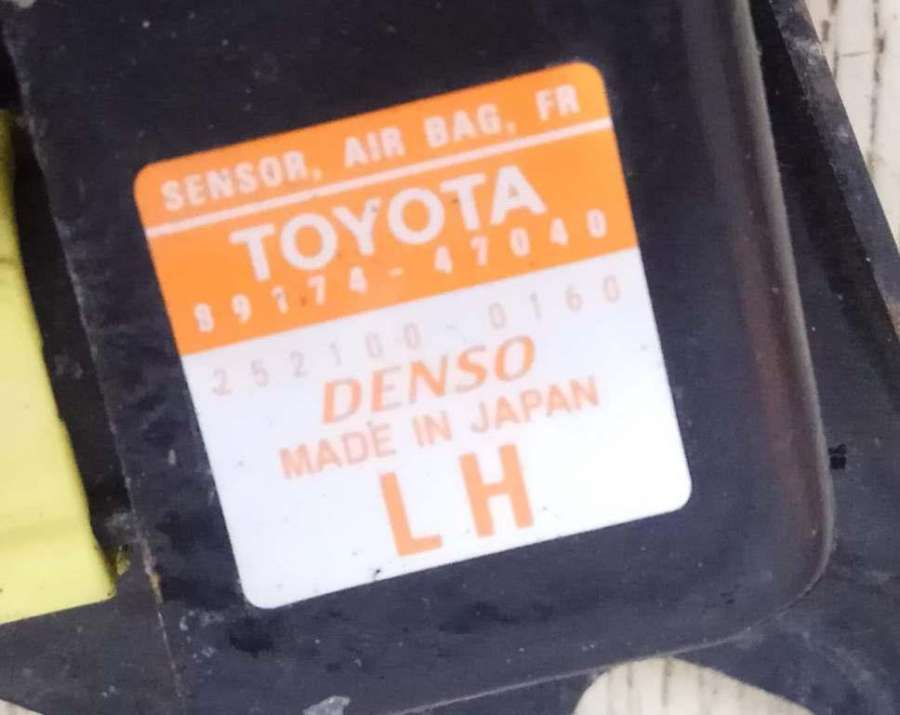 SENSOR, AIR BAG, FR
TOYOTA
89174-47040
252100-0160
DENSO
MADE IN JAPAN
LH